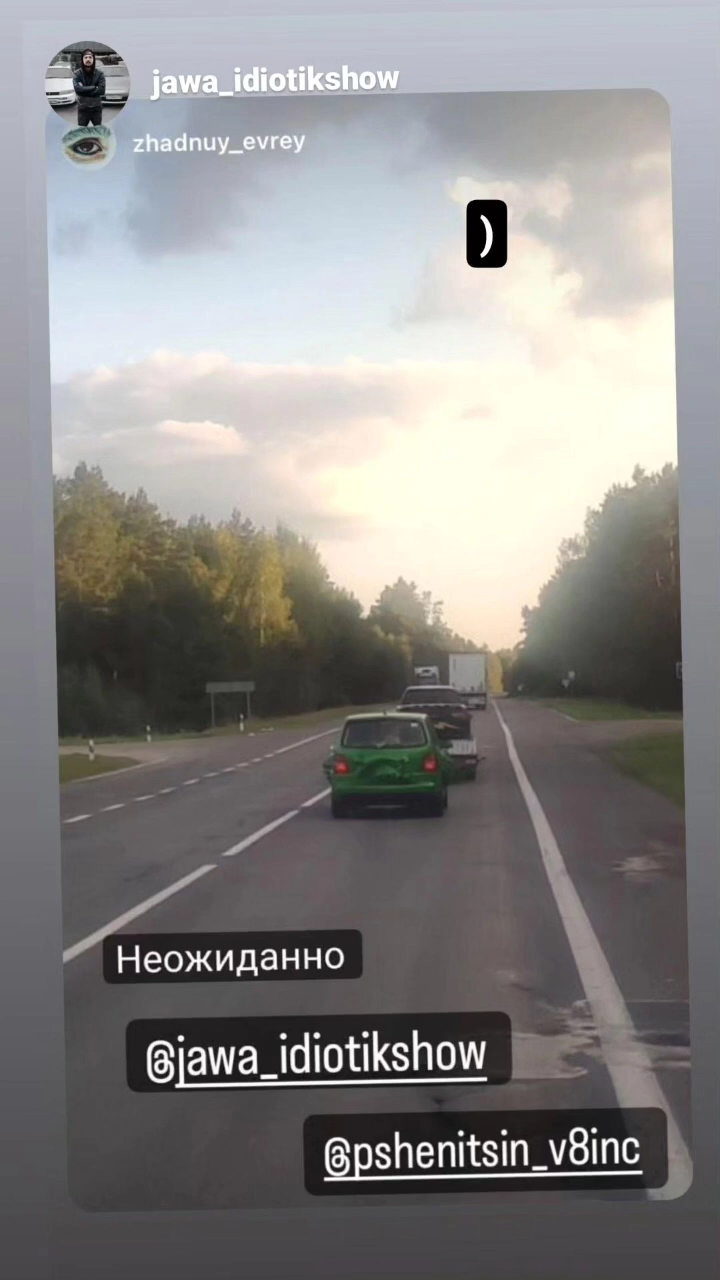 jawa_idiotikshow
zhadnuy_evrey
)
Неожиданно
@jawa_idiotikshow
@pshenitsin_v8inc